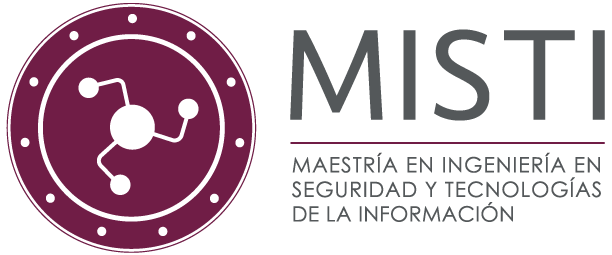 MISTI
MAESTRÍA EN INGENIERÍA EN
SEGURIDAD Y TECNOLOGÍAS
DE LA INFORMACIÓN